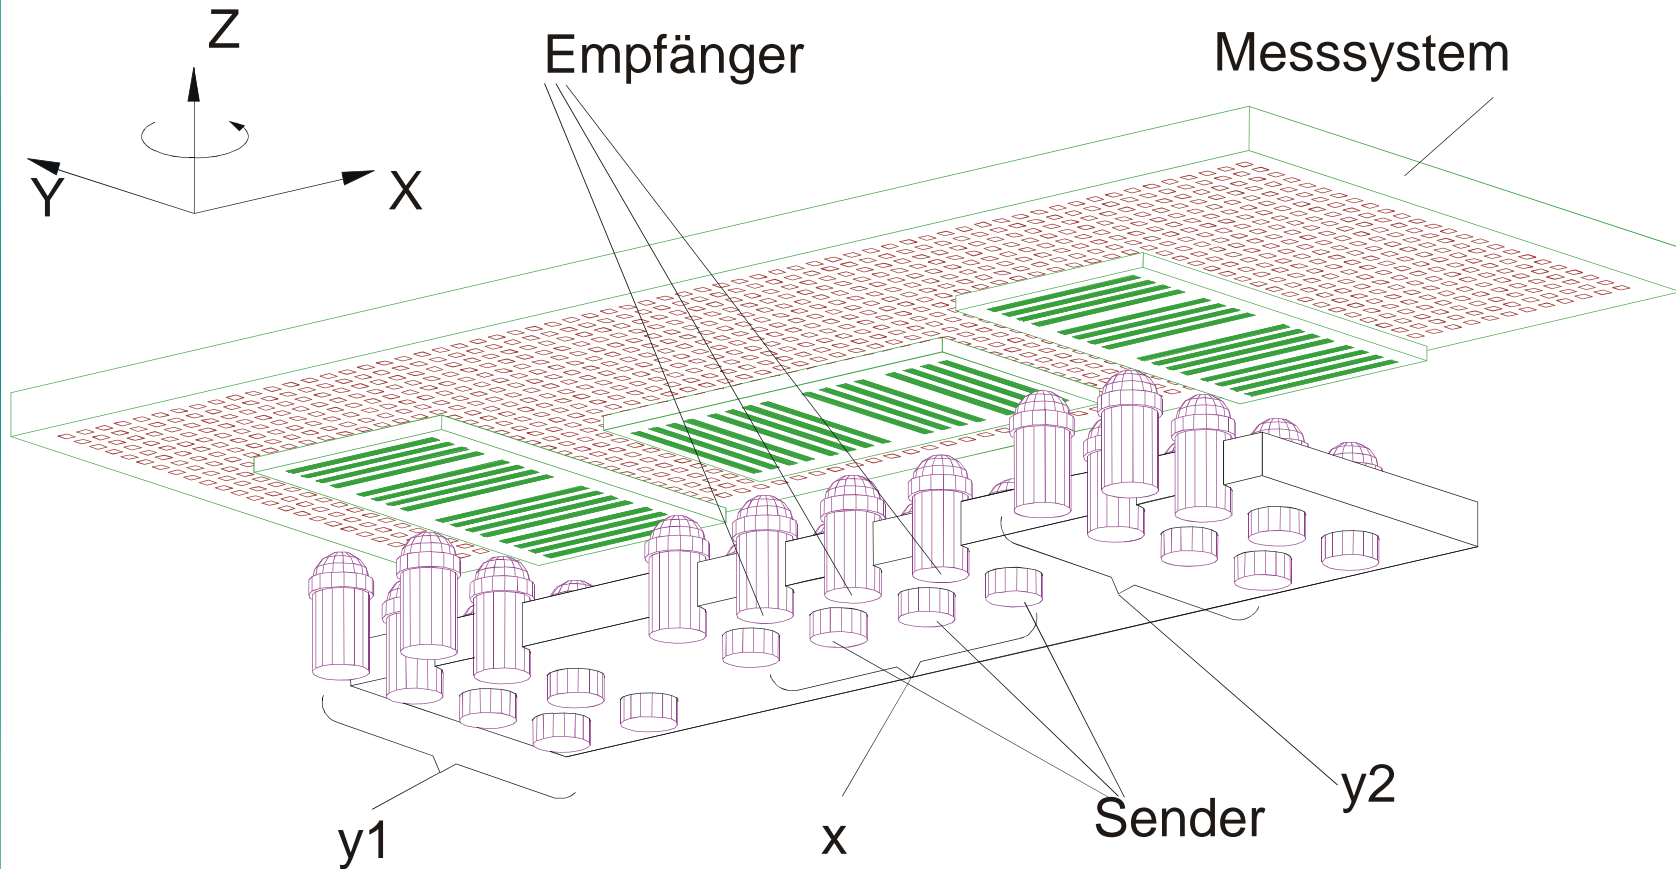 Z
Empfänger
Messsystem
Y
X
y2
Sender
y1
x